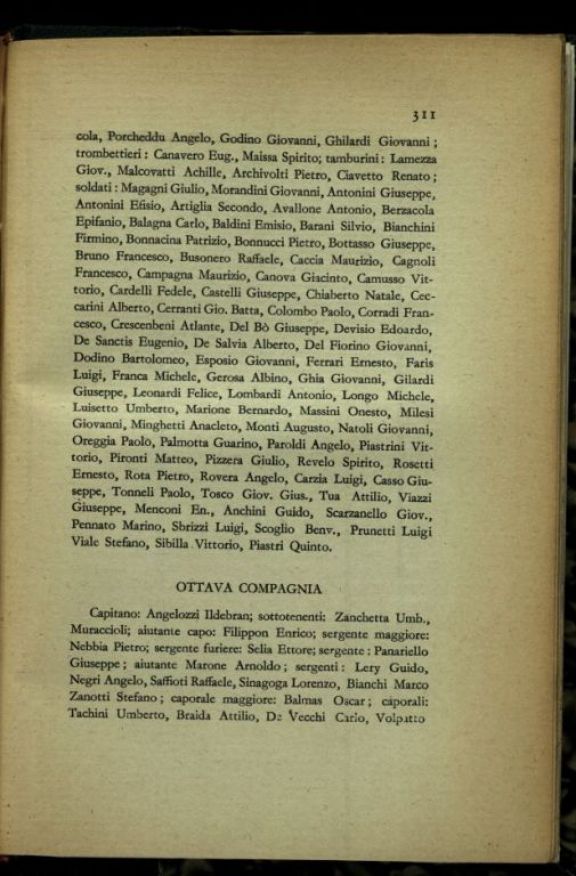 311
cola, Porcheddu Angelo, Godino Giovanni, Ghilardi Giovanni ;
trombettieri : Canavero Eug., Maissa Spirito; tamburini : Lamezza
Giov., Malcovatti Achille, Archivolti Pietro, Ciavetto Renato ;
soldati : Magagni Giulio, Morandini Giovanni, Antonini Giuseppe,
Antonini Efisio, Artiglia Secondo, Avallone Antonio, Berzacola
Epifanio, Balagna Carlo, Baldini Emisio, Barani Silvio, Bianchini
Firmino, Bonnacina Patrizio, Bonnucci Pietro, Bottasso Giuseppe,
Bruno Francesco, Busonero Raffaele, Caccia Maurizio, Cagnoli
Francesco, Campagna Maurizio, Canova Giacinto, Camusso Vit-
torio, Cardelli Fedele, Castelli Giuseppe, Chiaberto Natale, Cec-
carini Alberto, Cerranti Gio. Batta, Colombo Paolo, Corradi Fran-
cesco, Crescenbeni Atlante, Del Bò Giuseppe, Devisio Edoardo,
De Sanctis Eugenio, De Salvia Alberto, Del Fiorino Giovanni,
Dodino Bartolomeo, Esposio Giovanni, Ferrari Ernesto, Faris
Luigi, Franca Michele, Gerosa Albino, Ghia Giovanni, Gilardi
Giuseppe, Leonardi Felice, Lombardi Antonio, Longo Michele,
Luisetto Umberto, Marione Bernardo, Massini Onesto, Milesi
Giovanni, Minghetti Anacleto, Monti Augusto, Natoli Giovanni,
Oreggia Paolo, Palmotta Guarino, Paroldi Angelo, Piastrini Vit-
torio, Pironti Matteo, Pizzera Giulio, Revelo Spirito, Rosetti
Ernesto, Rota Pietro, Rovera Angelo, Carzia Luigi, Casso Giu-
seppe, Tonneli Paolo, Tosco Giov. Gius., Tua Attilio, Viazzi
Giuseppe, Menconi En., Anchini Guido, Scarzanello Giov.,
Pennato Marino, Sbrizzi Luigi, Scoglio Benv., Prunetti Luigi
Viale Stefano, Sibilla Vittorio, Piastri Quinto.
OTTAVA COMPAGNIA
Capitano: Angelozzi Ildebran; sottotenenti: Zanchetta Umb.,
Muraccioli; aiutante capo: Filippon Enrico; sergente maggiore:
Nebbia Pietro; sergente furiere: Selia Ettore; sergente : Panariello
Giuseppe ; aiutante Marone Arnoldo ; sergenti : Lery Guido,
Negri Angelo, Saffioti Raffaele, Sinagoga Lorenzo, Bianchi Marco
Zanotti Stefano ; caporale maggiore: Balmas Oscar ; caporali:
Tachini Umberto, Braida Attilio, De Vecchi Carlo, Volpatto